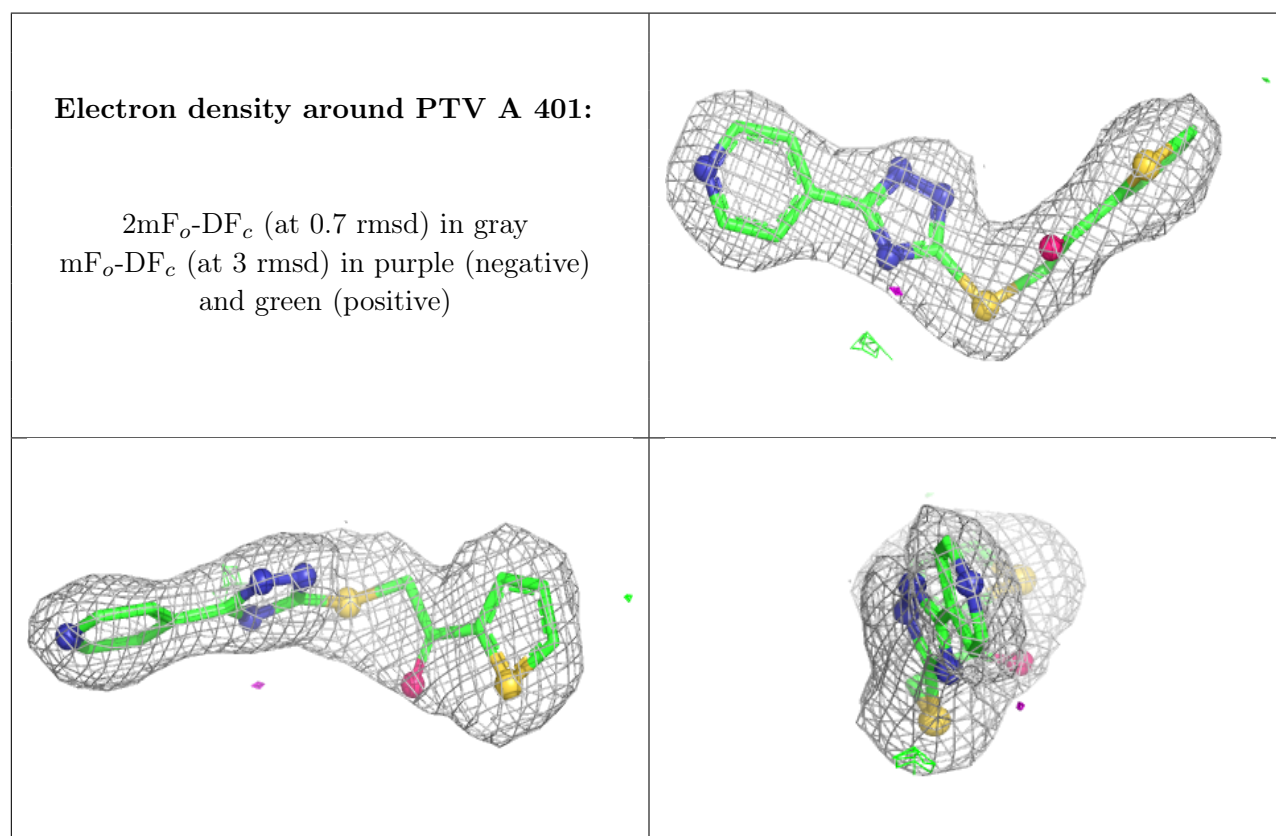 Electron density around PTV A 401:
2mFo-DFc (at 0.7 rmsd) in gray
mFo-DFc (at 3 rmsd) in purple (negative)
and green (positive)